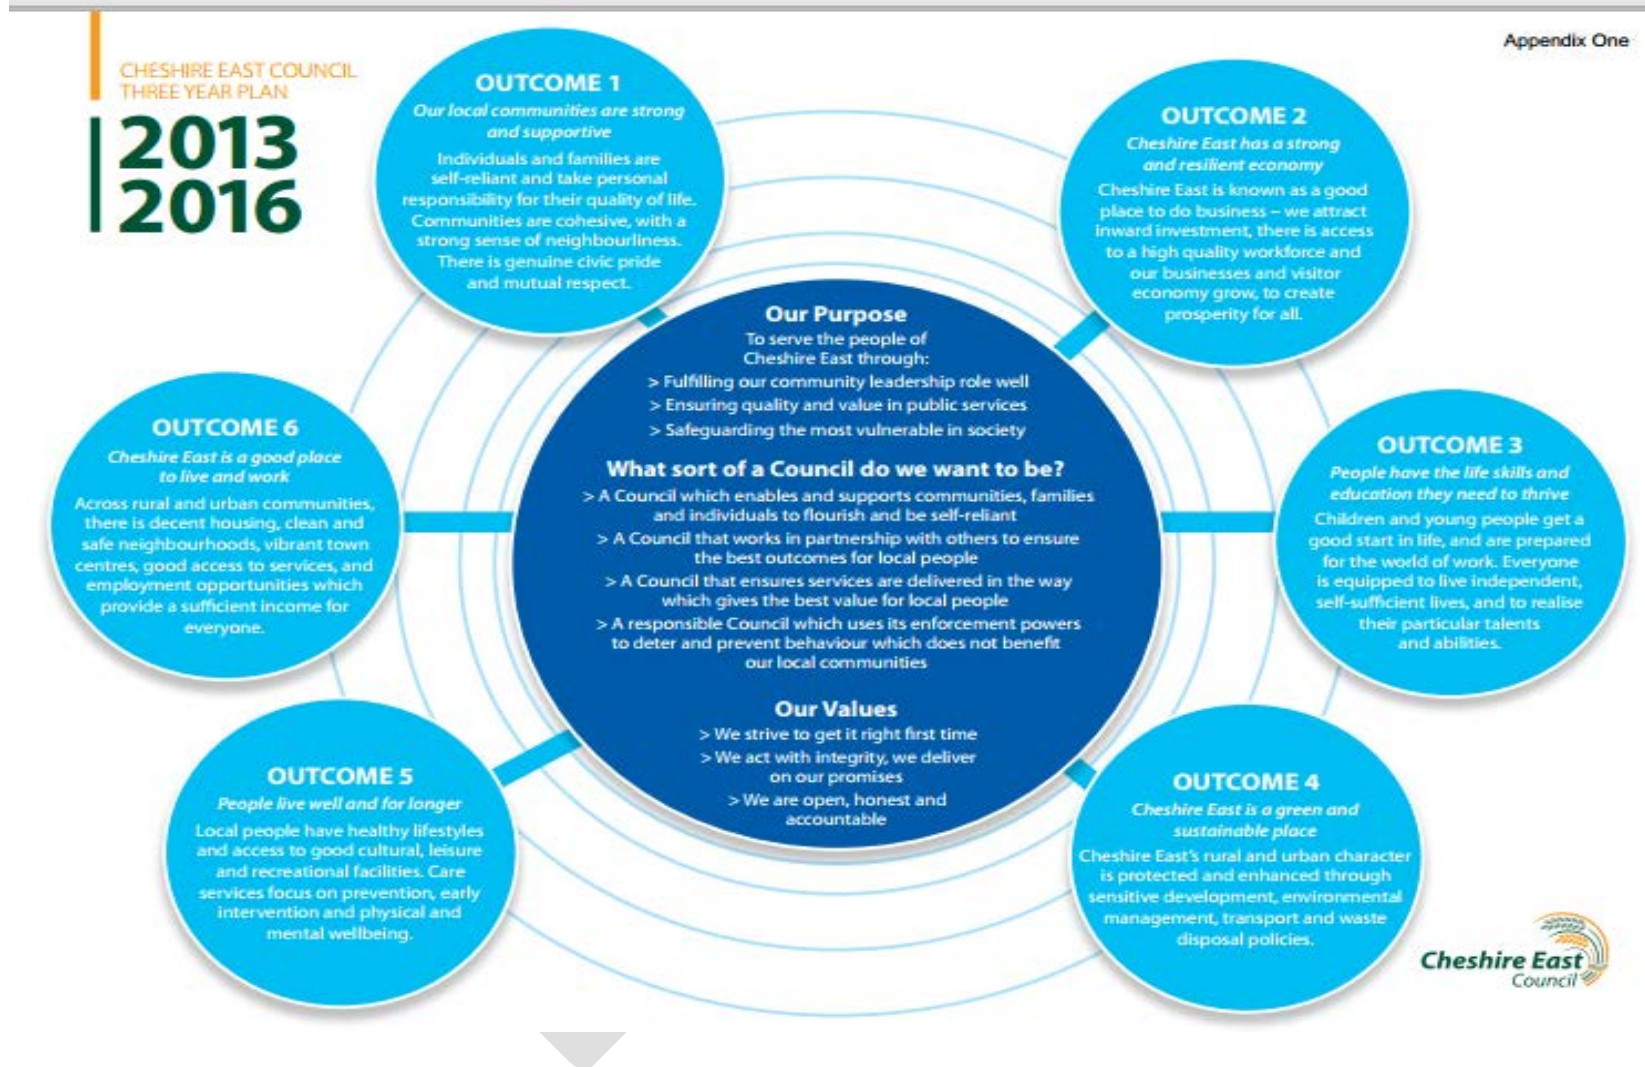 Appendix One
CHESHIRE EAST COUNCIL
THREE YEAR PLAN
2013
2016
OUTCOME 1
Our local communities are strong
and supportive
Individuals and families are
self-reliant and take personal
responsibility for their quality of life.
Communities are cohesive, with a
strong sense of neighbourliness.
There is genuine civic pride
and mutual respect.
OUTCOME 2
Cheshire East has a strong
and resilient economy
Cheshire East is known as a good
place to do business – we attract
inward investment, there is access
to a high quality workforce and
our businesses and visitor
economy grow, to create
prosperity for all.
Our Purpose
To serve the people of
Cheshire East through:
> Fulfilling our community leadership role well
> Ensuring quality and value in public services
> Safeguarding the most vulnerable in society
What sort of a Council do we want to be?
> A Council which enables and supports communities, families
and individuals to flourish and be self-reliant
> A Council that works in partnership with others to ensure
the best outcomes for local people
> A Council that ensures services are delivered in the way
which gives the best value for local people
> A responsible Council which uses its enforcement powers
to deter and prevent behaviour which does not benefit
our local communities
Our Values
> We strive to get it right first time
> We act with integrity, we deliver
on our promises
> We are open, honest and
accountable
OUTCOME 3
People have the life skills and
education they need to thrive
Children and young people get a
good start in life, and are prepared
for the world of work. Everyone
is equipped to live independent,
self-sufficient lives, and to realise
their particular talents
and abilities.
OUTCOME 4
Cheshire East is a green and
sustainable place
Cheshire East's rural and urban character
is protected and enhanced through
sensitive development, environmental
management, transport and waste
disposal policies.
OUTCOME 5
People live well and for longer
Local people have healthy lifestyles
and access to good cultural, leisure
and recreational facilities. Care
services focus on prevention, early
intervention and physical and
mental wellbeing.
OUTCOME 6
Cheshire East is a good place
to live and work
Across rural and urban communities,
there is decent housing, clean and
safe neighbourhoods, vibrant town
centres, good access to services, and
employment opportunities which
provide a sufficient income for
everyone.
Cheshire East
Council